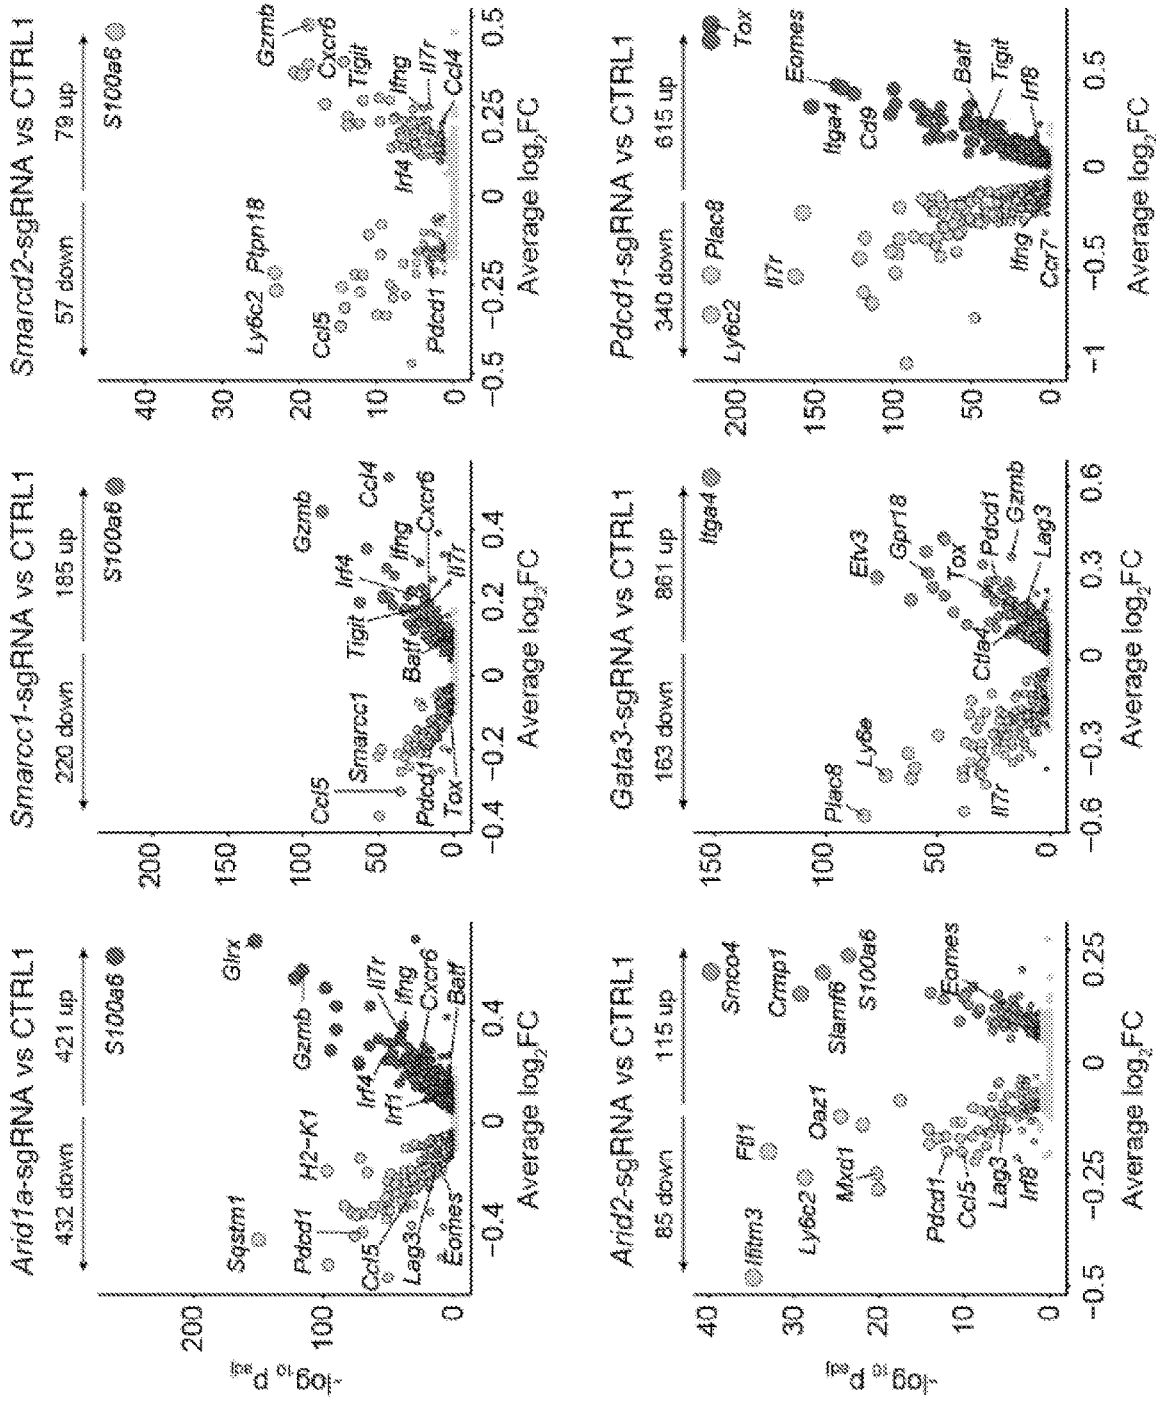 Arid1a-sgRNA vs CTRL1
432 down 421 up
S100a6
Glrx
Sqstm1
H2-K1
Gzmb
Pdcd1
Il7r
Ifng
Irf4
Cxcr6
Irf1
Ccl5
Lag3
Eomes
Batf
200
100
0
-log10 Padj
-0.4 0 0.4
Average log2FC
Smarcc1-sgRNA vs CTRL1
220 down 185 up
S100a6
Gzmb
Ccl4
Ccl5
Smarcc1
Irf4
Ifng
Tigit
Cxcr6
Batf
Il7r
Pdcd1
Tox
200
150
100
50
0
-0.4 -0.2 0 0.2 0.4
Average log2FC
Smarcd2-sgRNA vs CTRL1
57 down 79 up
S100a6
Gzmb
Ly6c2 Ptpn18
Cxcr6
Ccl5
Tigit
Ifng
Il7r
Irf4
Ccl4
Pdcd1
40
30
20
10
0
-0.5 -0.25 0 0.25 0.5
Average log2FC
Arid2-sgRNA vs CTRL1
85 down 115 up
Smco4
Ifitm3
Ftl1
Crmp1
Ly6c2
Oaz1
Slamf6
S100a6
Mxd1
Pdcd1
Ccl5
Eomes
Lag3
Irf8
40
30
20
10
0
-log10 Padj
-0.5 -0.25 0 0.25
Average log2FC
Gata3-sgRNA vs CTRL1
163 down 861 up
Itga4
Plac8
Ly6e
Etv3
Gpr18
Tox
Pdcd1
Gzmb
Lag3
Ctla4
Il7r
150
100
50
0
-0.6 -0.3 0 0.3 0.6
Average log2FC
Pdcd1-sgRNA vs CTRL1
340 down 615 up
Ly6c2
Plac8
Tox
Il7r
Eomes
Itga4
Cd9
Batf
Tigit
Irf8
Ifng
Ccr7
200
150
100
50
0
-1 -0.5 0 0.5
Average log2FC